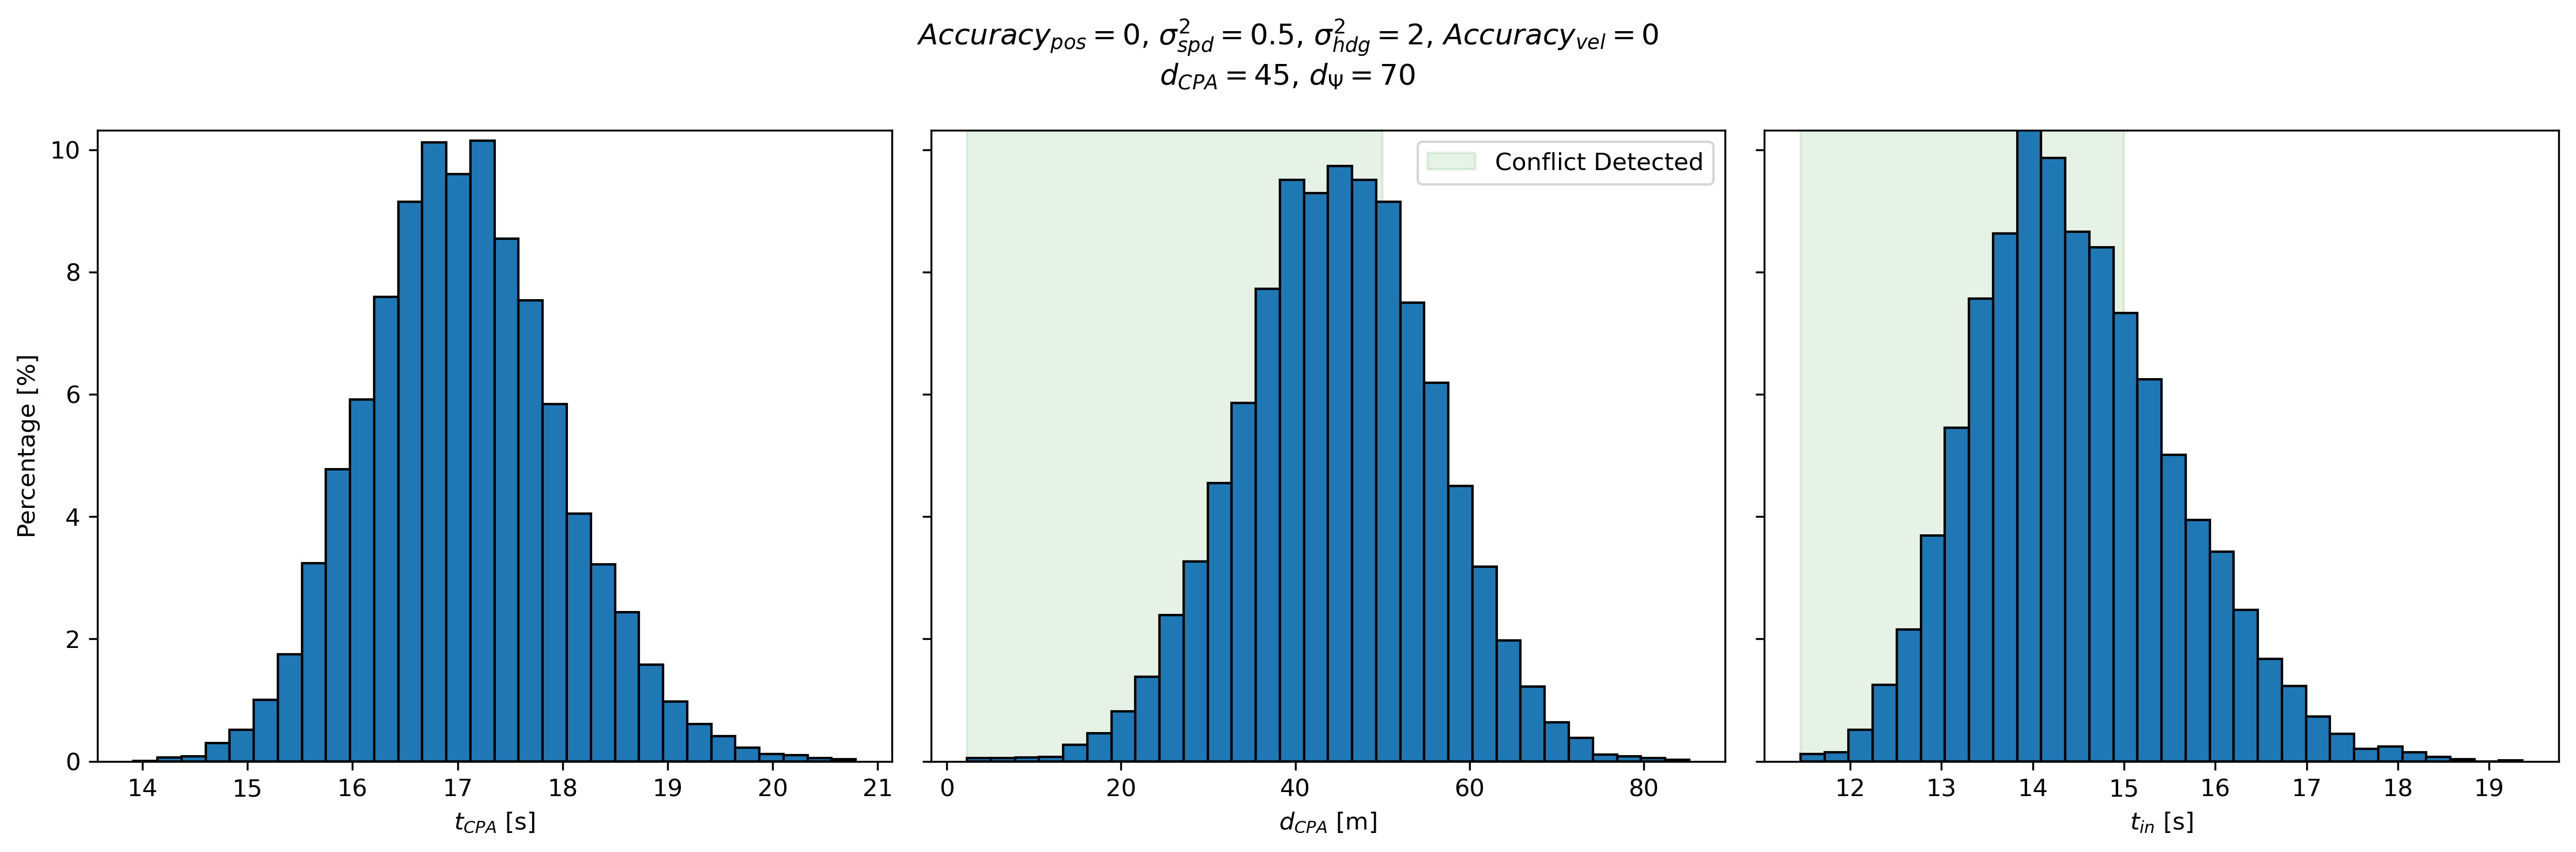 Accuracy_pos = 0, σ²_spd = 0.5, σ²_hdg = 2, Accuracy_vel = 0
d_CPA = 45, d_Ψ = 70
Percentage [%]
10
8
6
4
2
0
14 15 16 17 18 19 20 21
t_CPA [s]
Conflict Detected
0 20 40 60 80
d_CPA [m]
12 13 14 15 16 17 18 19
t_in [s]